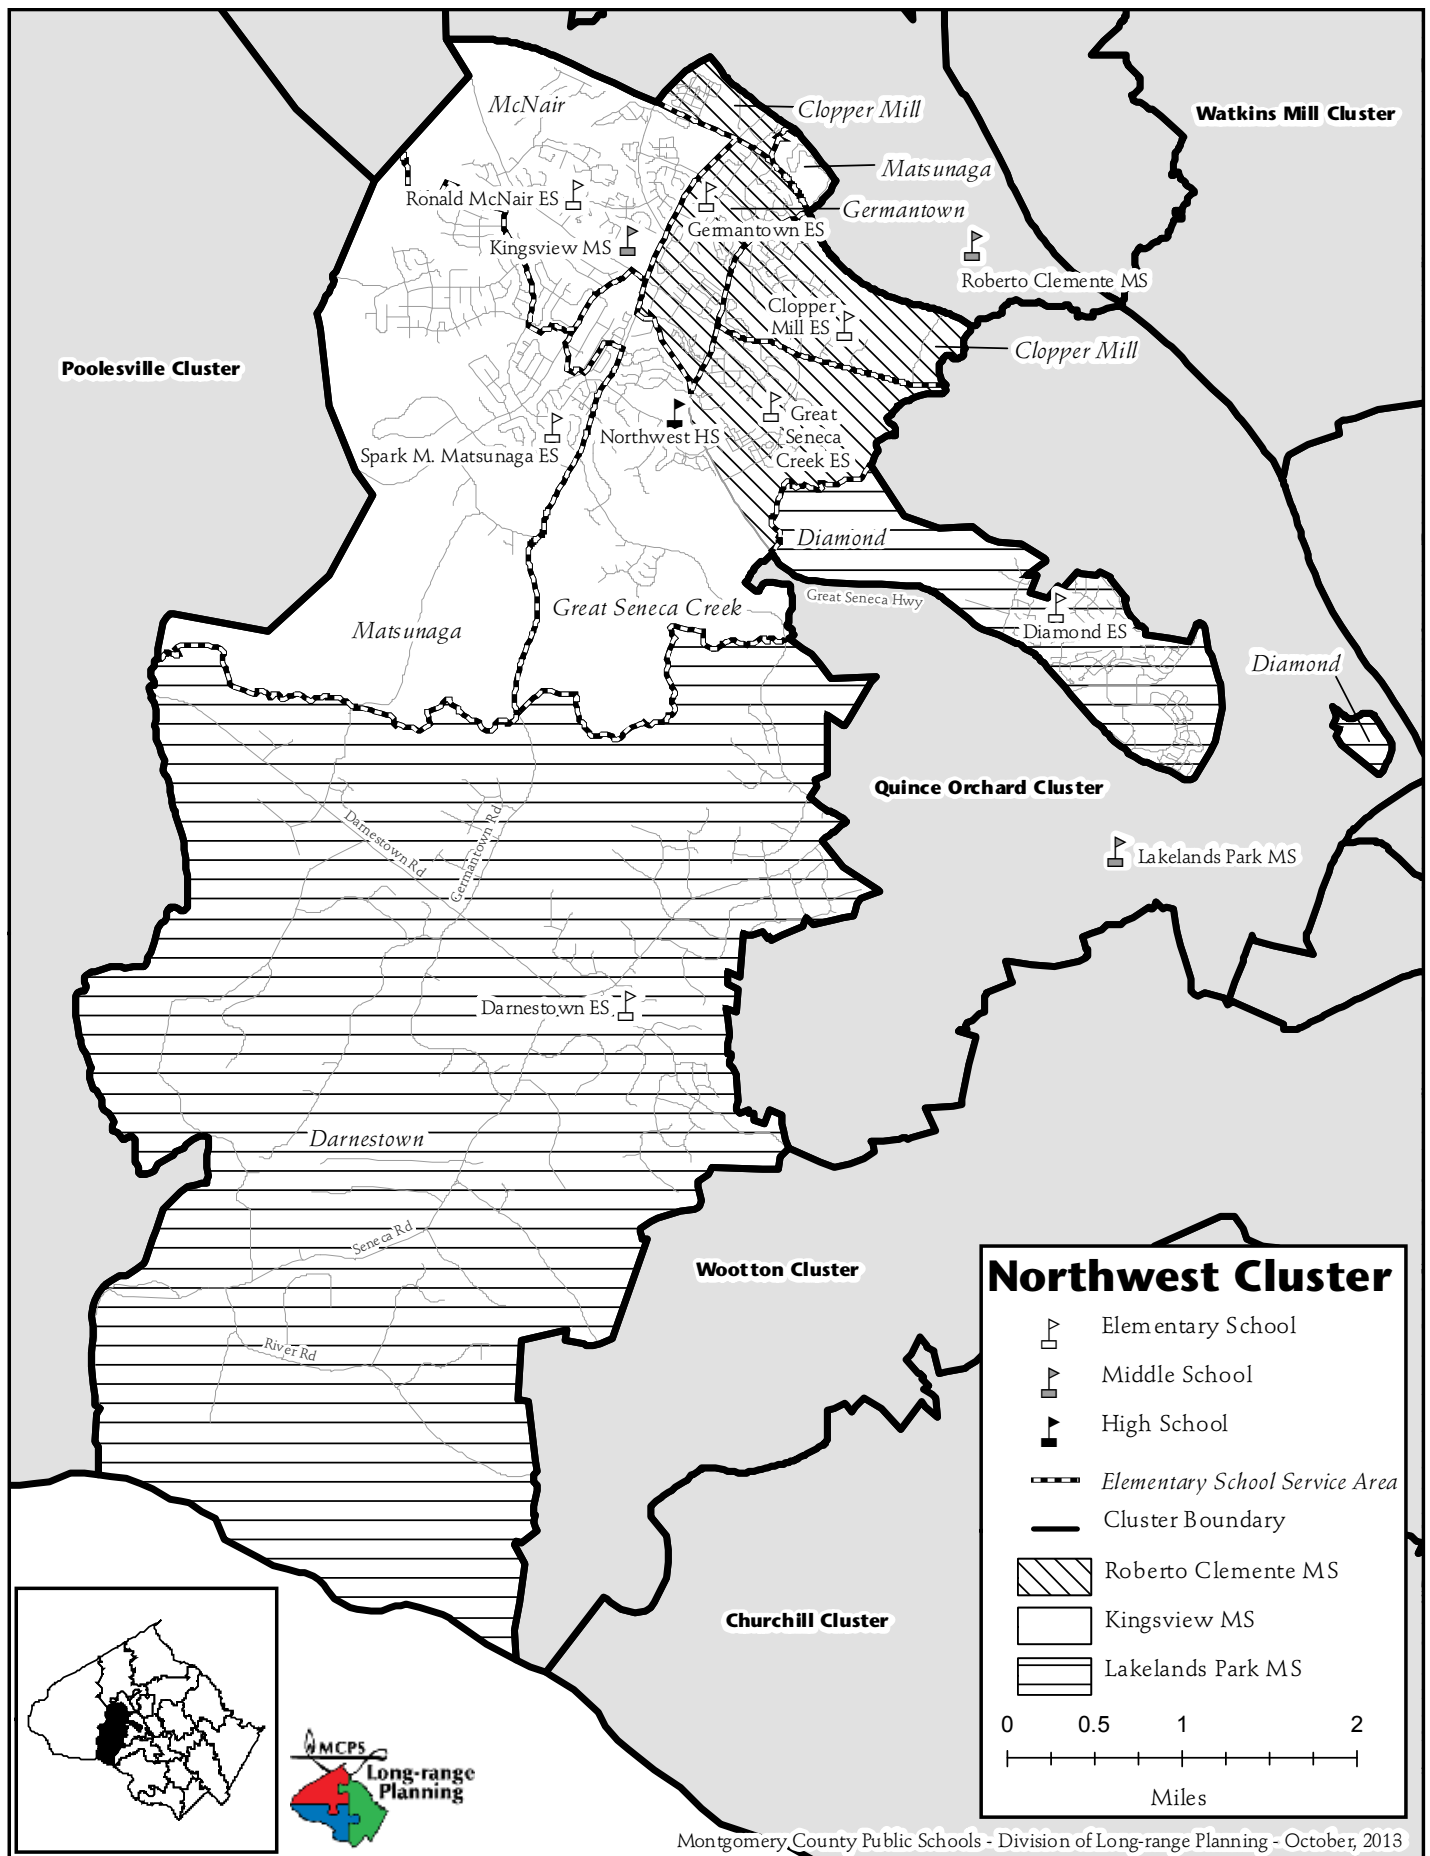 McNair
Clopper Mill
Watkins Mill Cluster
Matsunaga
Ronald McNair ES
Germantown
Germantown ES
Kingsview MS
Roberto Clemente MS
Clopper
Mill ES
Clopper Mill
Poolesville Cluster
Great
Seneca
Creek ES
Northwest HS
Spark M. Matsunaga ES
Diamond
Great Seneca Hwy
Great Seneca Creek
Matsunaga
Diamond ES
Diamond
Quince Orchard Cluster
Darnestown Rd
Germantown Rd
Lakelands Park MS
Darnestown ES
Darnestown
Seneca Rd
Wootton Cluster
River Rd
Northwest Cluster
Elementary School
Middle School
High School
Elementary School Service Area
Cluster Boundary
Roberto Clemente MS
Kingsview MS
Lakelands Park MS
0 0.5 1 2
Miles
Churchill Cluster
MCPS
Long-range
Planning
Montgomery County Public Schools - Division of Long-range Planning - October, 2013